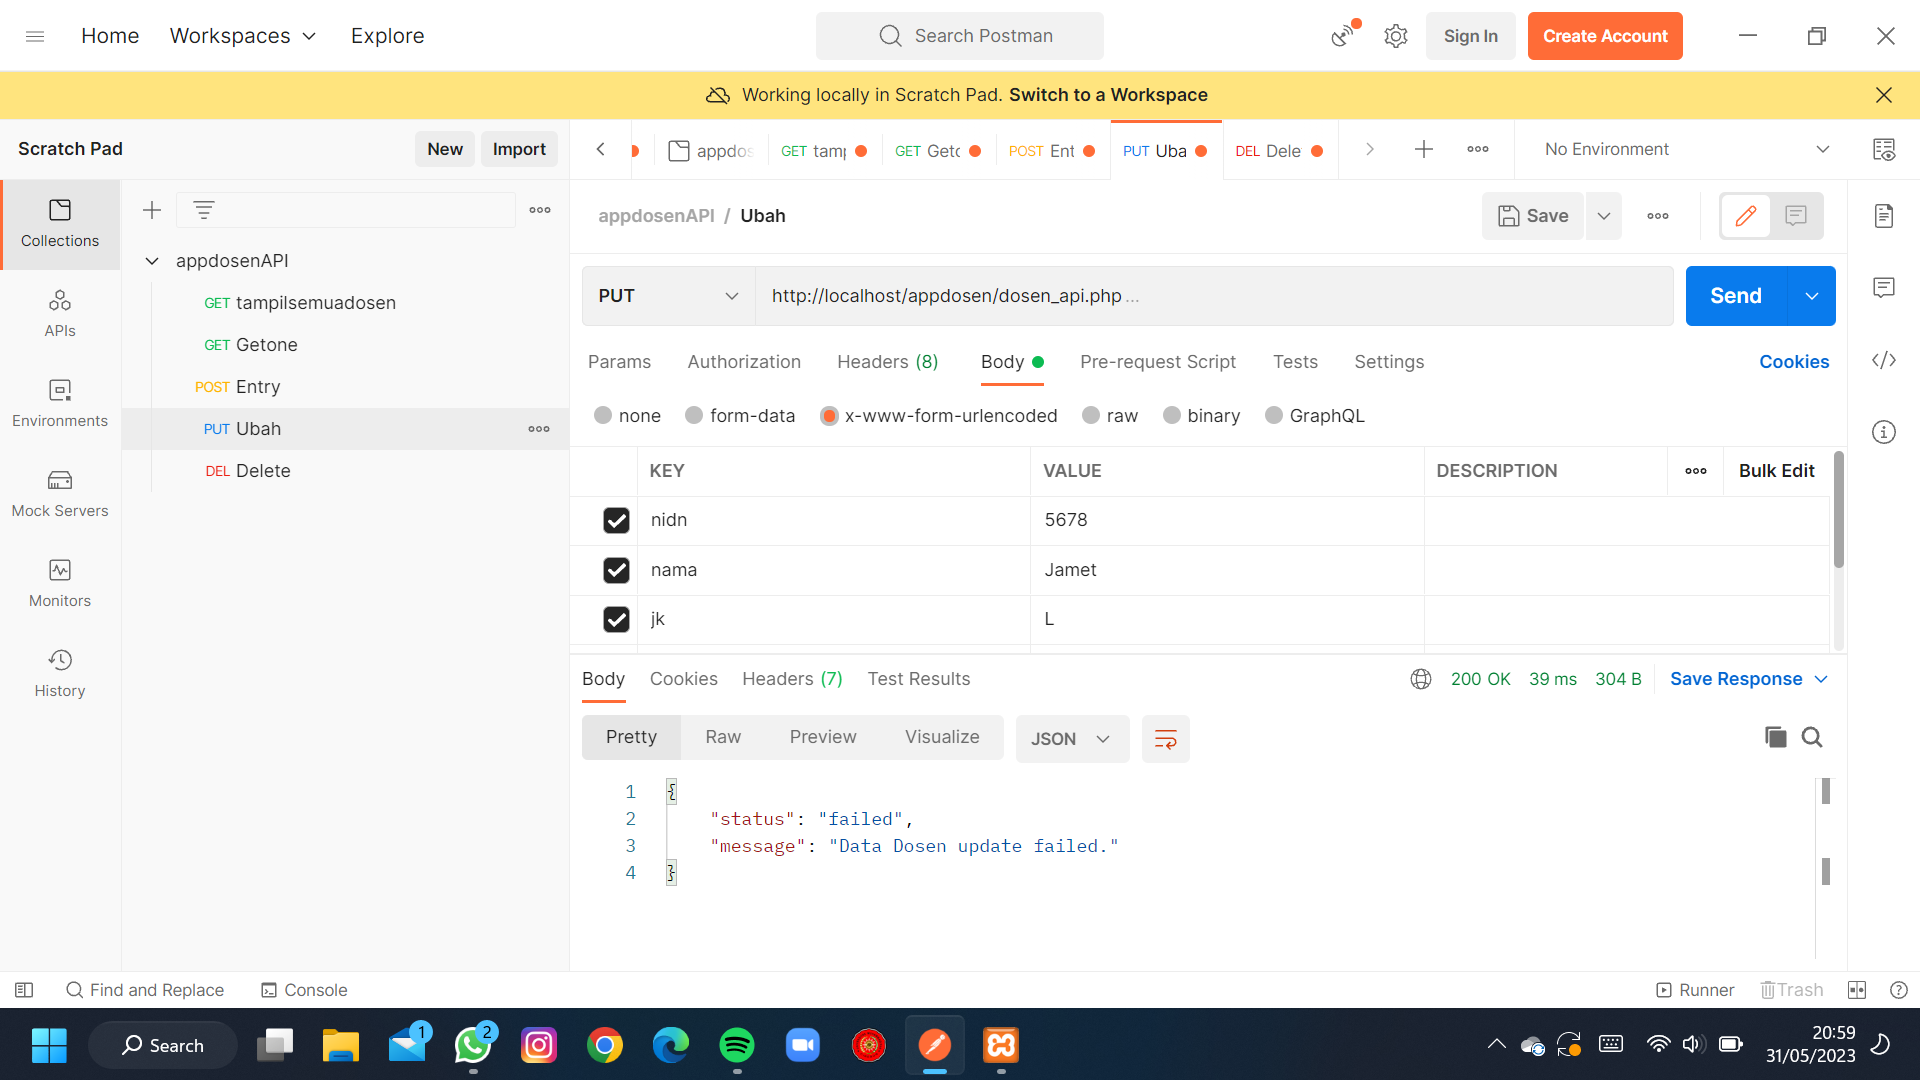 Home Workspaces Explore Search Postman Sign In Create Account
Working locally in Scratch Pad. Switch to a Workspace
Scratch Pad New Import
appdos GET tam GET Getc POST Ent PUT Uba DEL Dele No Environment
Collections
APIs
Environments
Mock Servers
Monitors
History
appdosenAPI
GET tampilsemuadosen
GET Getone
POST Entry
PUT Ubah
DEL Delete
appdosenAPI / Ubah Save
PUT http://localhost/appdosen/dosen_api.php ... Send
Params Authorization Headers (8) Body Pre-request Script Tests Settings Cookies
none form-data x-www-form-urlencoded raw binary GraphQL
KEY VALUE DESCRIPTION Bulk Edit
nidn 5678
nama Jamet
jk L
Body Cookies Headers (7) Test Results 200 OK 39 ms 304 B Save Response
Pretty Raw Preview Visualize JSON
1 {
2 "status": "failed",
3 "message": "Data Dosen update failed."
4 }
Find and Replace Console Runner Trash
Search 1 2 20:59
31/05/2023